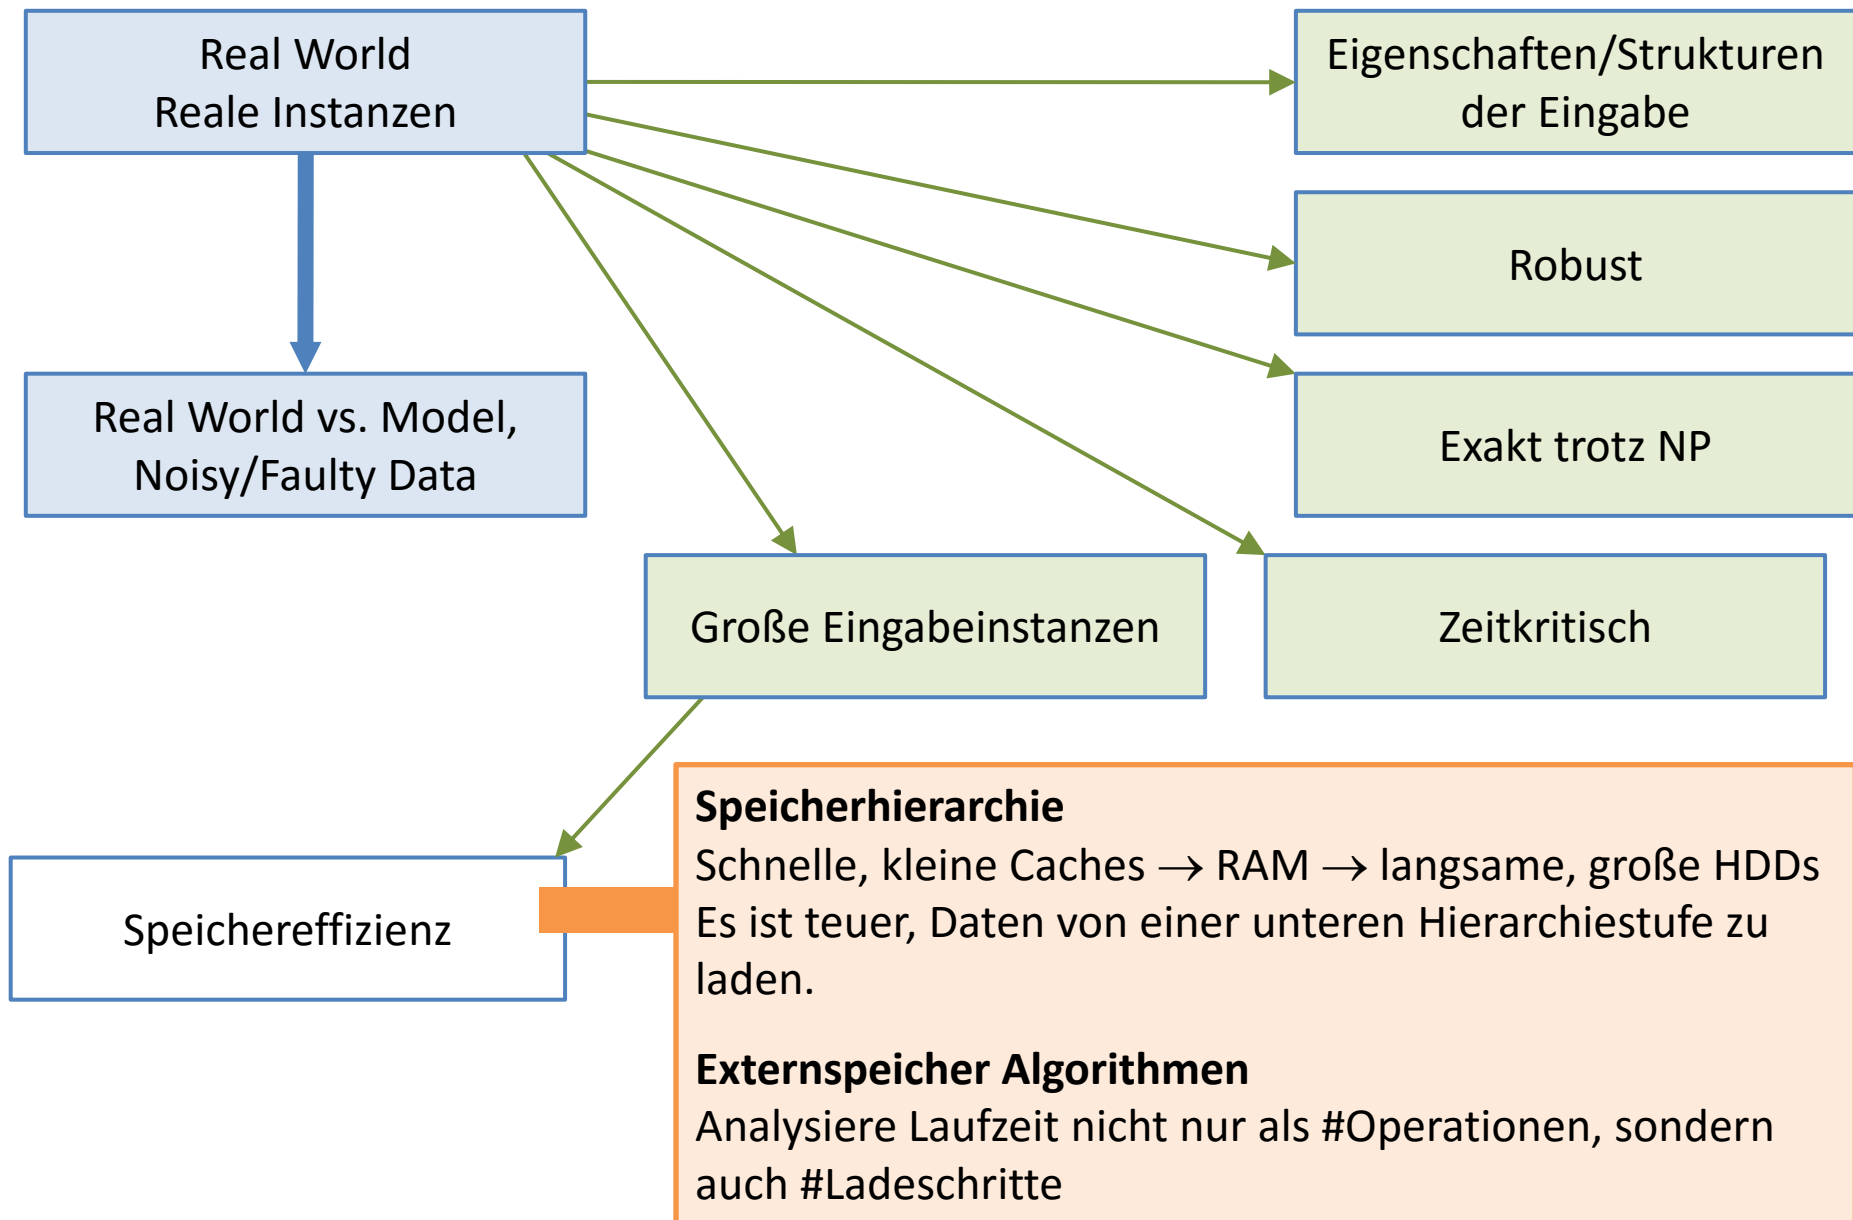 Real World
Reale Instanzen
Eigenschaften/Strukturen
der Eingabe
Robust
Real World vs. Model,
Noisy/Faulty Data
Exakt trotz NP
Große Eingabeinstanzen
Zeitkritisch
Speichereffizienz
Speicherhierarchie
Schnelle, kleine Caches → RAM → langsame, große HDDs
Es ist teuer, Daten von einer unteren Hierarchiestufe zu
laden.
Externspeicher Algorithmen
Analysiere Laufzeit nicht nur als #Operationen, sondern
auch #Ladeschritte